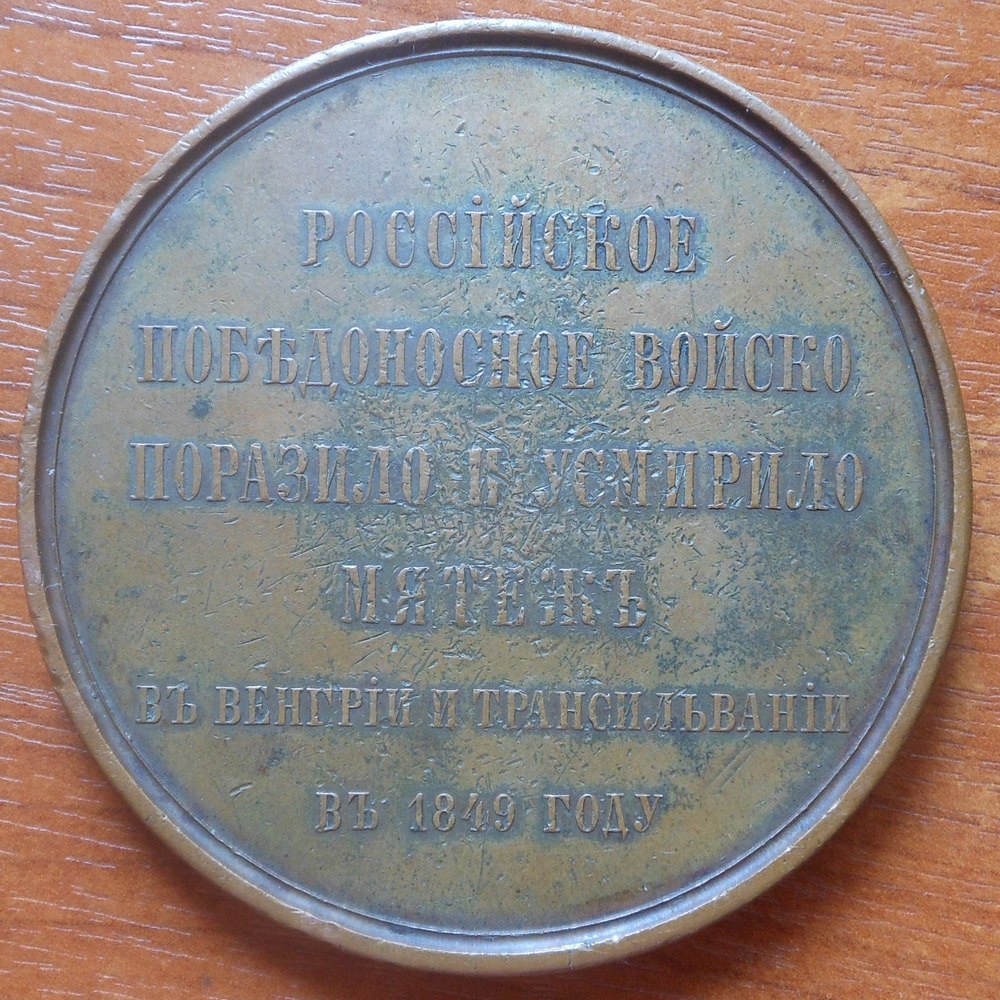 РОССІЙСКОЕ
ПОБѢДОНОСНОЕ ВОЙСКО
ПОРАЗИЛО И УСМИРИЛО
МЯТЕЖЪ
ВЪ ВЕНГРІИ И ТРАНСИЛЬВАНІИ
ВЪ 1849 ГОДУ